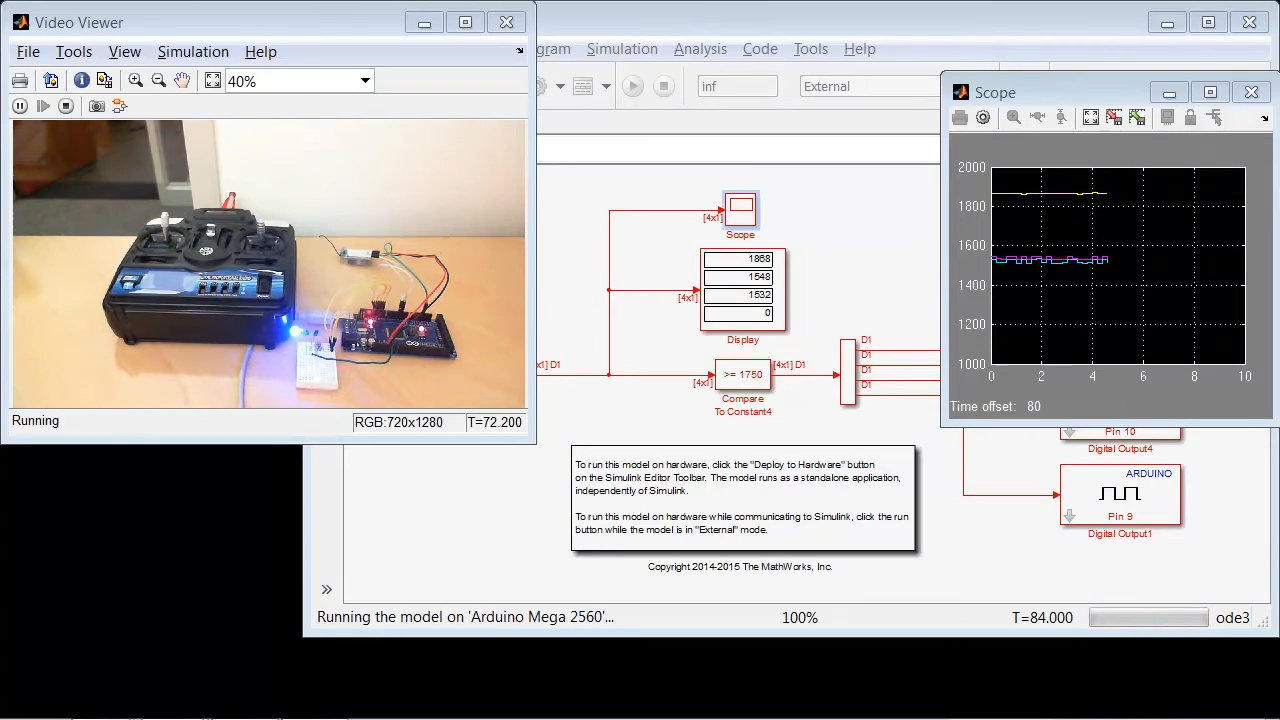 Video Viewer
File Tools View Simulation Help
40%
Running
RGB:720x1280
T=72.200
gram Simulation Analysis Code Tools Help
inf
External
Scope
2000
1800
1600
1400
1200
1000
0 2 4 6 8 10
Time offset: 80
[4x1]
Scope
1868
1548
1532
0
[4x1]
Display
x1] D1
[4x1]
>= 1750
[4x1] D1
Compare
To Constant4
D1
D1
D1
D1
Pin 10
Digital Output4
ARDUINO
Pin 9
Digital Output1
To run this model on hardware, click the "Deploy to Hardware" button
on the Simulink Editor Toolbar. The model runs as a standalone application,
independently of Simulink.
To run this model on hardware while communicating to Simulink, click the run
button while the model is in "External" mode.
Copyright 2014-2015 The MathWorks, Inc.
»
Running the model on 'Arduino Mega 2560'...
100%
T=84.000
ode3